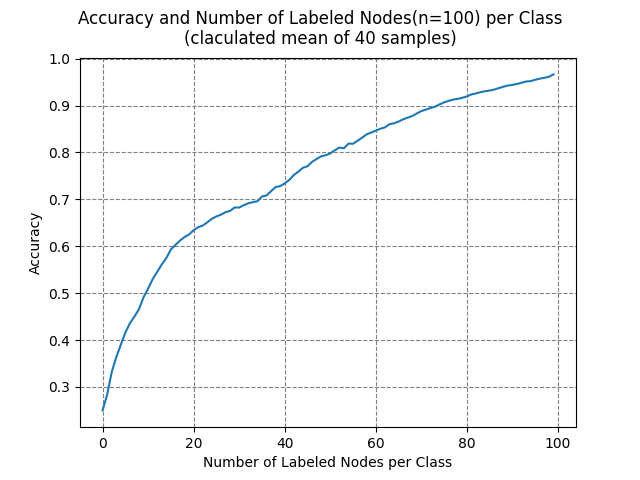 Accuracy and Number of Labeled Nodes(n=100) per Class
(claculated mean of 40 samples)
1.0
0.9
0.8
0.7
0.6
0.5
0.4
0.3
Accuracy
0 20 40 60 80 100
Number of Labeled Nodes per Class